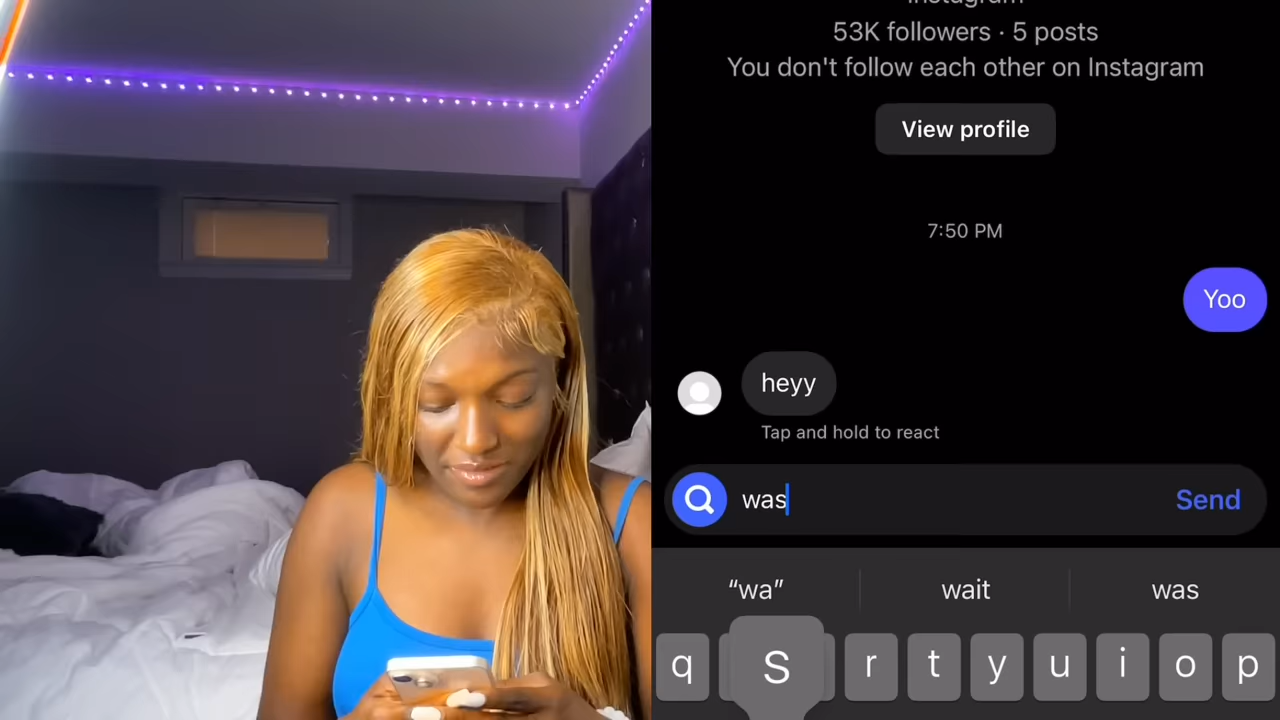 Instagram
53K followers · 5 posts
You don't follow each other on Instagram
View profile
7:50 PM
Yoo
heyy
Tap and hold to react
was
Send
“wa” wait was
q S r t y u i o p